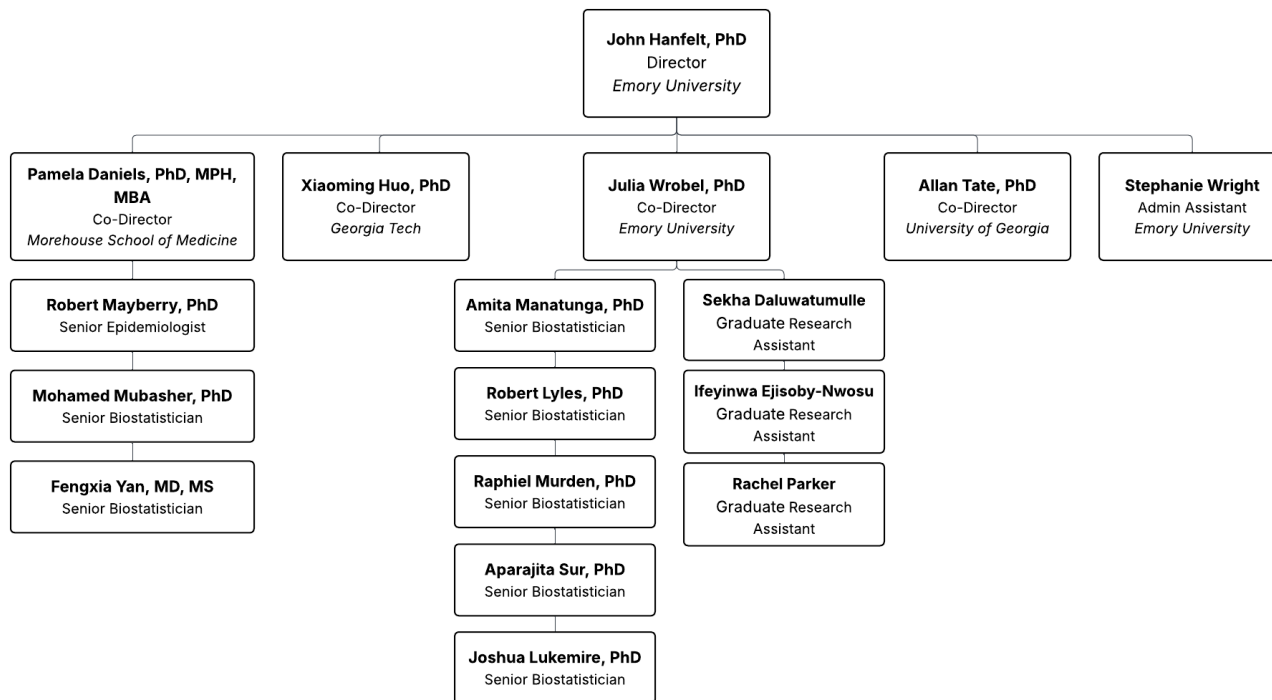 John Hanfelt, PhD
Director
Emory University
Pamela Daniels, PhD, MPH,
MBA
Co-Director
Morehouse School of Medicine
Xiaoming Huo, PhD
Co-Director
Georgia Tech
Julia Wrobel, PhD
Co-Director
Emory University
Allan Tate, PhD
Co-Director
University of Georgia
Stephanie Wright
Admin Assistant
Emory University
Robert Mayberry, PhD
Senior Epidemiologist
Mohamed Mubasher, PhD
Senior Biostatistician
Fengxia Yan, MD, MS
Senior Biostatistician
Amita Manatunga, PhD
Senior Biostatistician
Robert Lyles, PhD
Senior Biostatistician
Raphiel Murden, PhD
Senior Biostatistician
Aparajita Sur, PhD
Senior Biostatistician
Joshua Lukemire, PhD
Senior Biostatistician
Sekha Daluwatumulle
Graduate Research
Assistant
Ifeyinwa Ejisoby-Nwosu
Graduate Research
Assistant
Rachel Parker
Graduate Research
Assistant